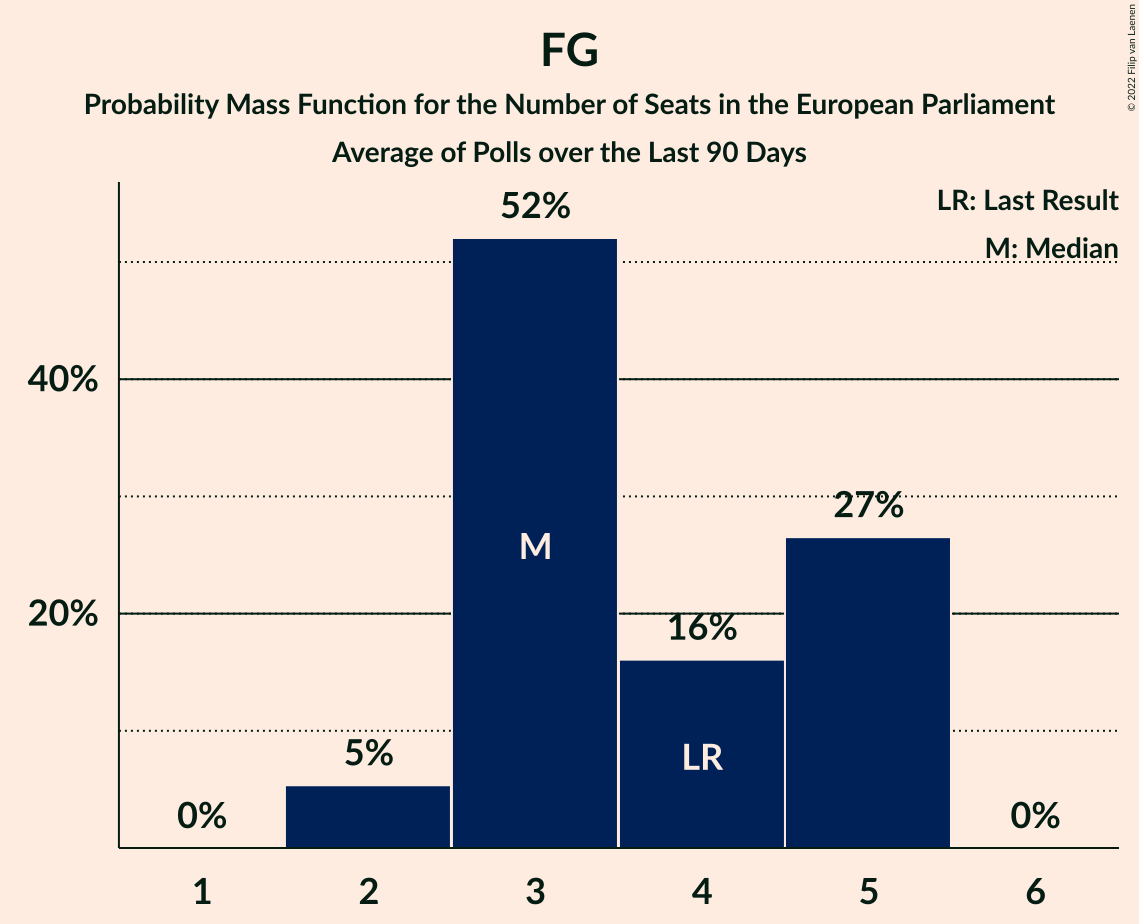 FG
Probability Mass Function for the Number of Seats in the European Parliament
Average of Polls over the Last 90 Days
© 2022 Filip van Laenen
LR: Last Result
M: Median
52%
40%
M
27%
20%
16%
LR
5%
0%
0%
1 2 3 4 5 6